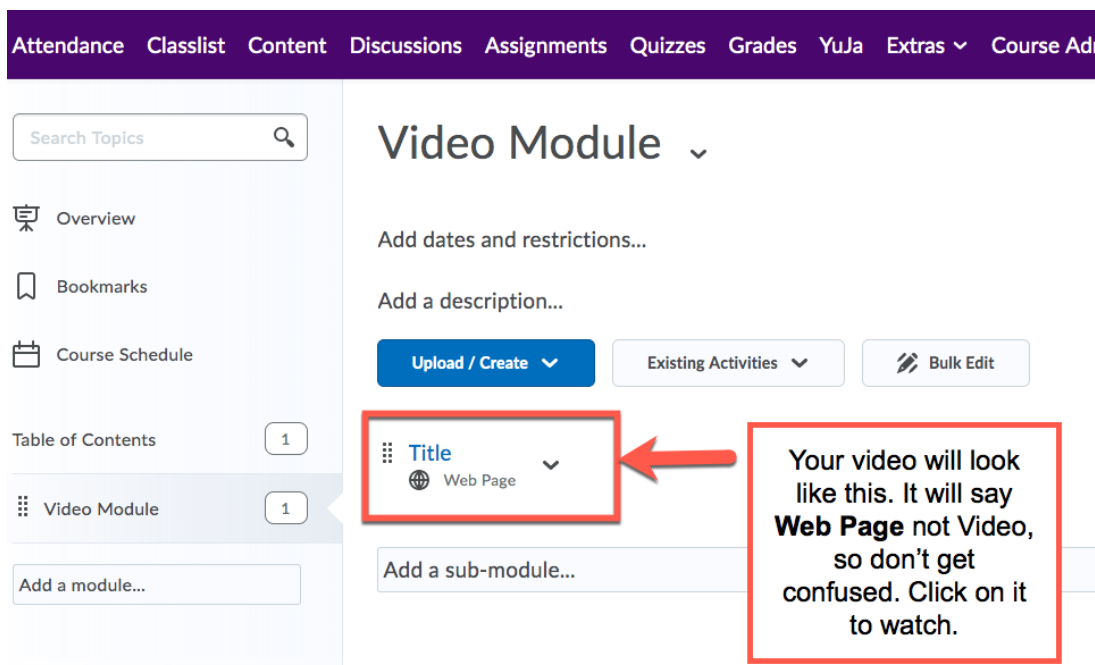 Attendance Classlist Content Discussions Assignments Quizzes Grades YuJa Extras Course
Search Topics
Overview
Bookmarks
Course Schedule
Table of Contents 1
Video Module 1
Add a module...
Video Module
Add dates and restrictions...
Add a description...
Upload / Create Existing Activities Bulk Edit
Title
Web Page
Add a sub-module...
Your video will look
like this. It will say
Web Page not Video,
so don't get
confused. Click on it
to watch.